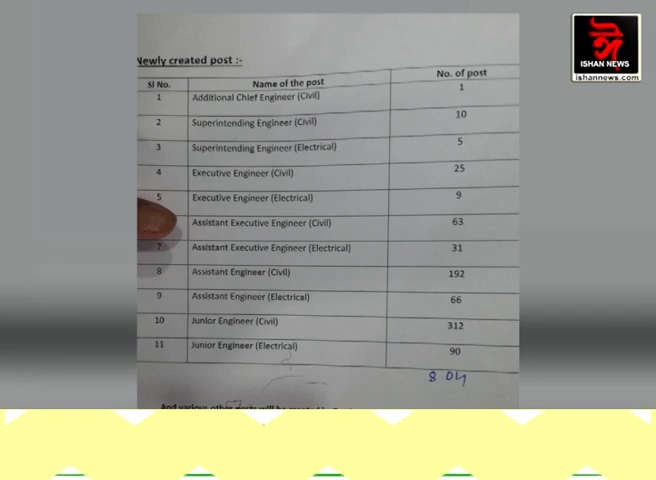 ই
ISHAN NEWS
ishannews.com
Newly created post :-
Sl No. Name of the post No. of post
1 Additional Chief Engineer (Civil) 1
2 Superintending Engineer (Civil) 10
3 Superintending Engineer (Electrical) 5
4 Executive Engineer (Civil) 25
5 Executive Engineer (Electrical) 9
Assistant Executive Engineer (Civil) 63
7 Assistant Executive Engineer (Electrical) 31
8 Assistant Engineer (Civil) 192
9 Assistant Engineer (Electrical) 66
10 Junior Engineer (Civil) 312
11 Junior Engineer (Electrical) 90
804
And various other posts will be created